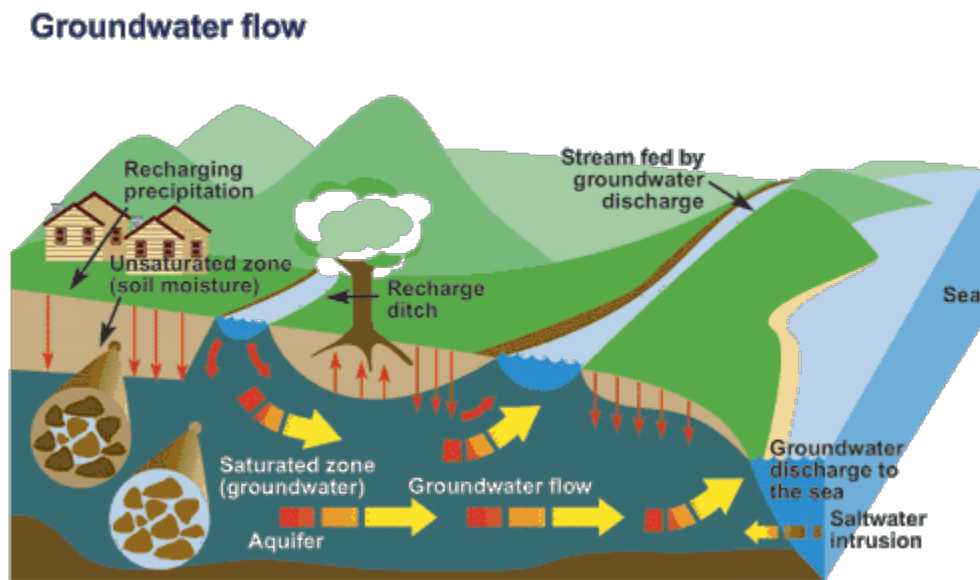 Groundwater flow
Recharging
precipitation
Stream fed by
groundwater
discharge
Unsaturated zone
(soil moisture)
Recharge
ditch
Sea
Saturated zone
(groundwater)
Groundwater flow
Aquifer
Groundwater
discharge to
the sea
Saltwater
intrusion